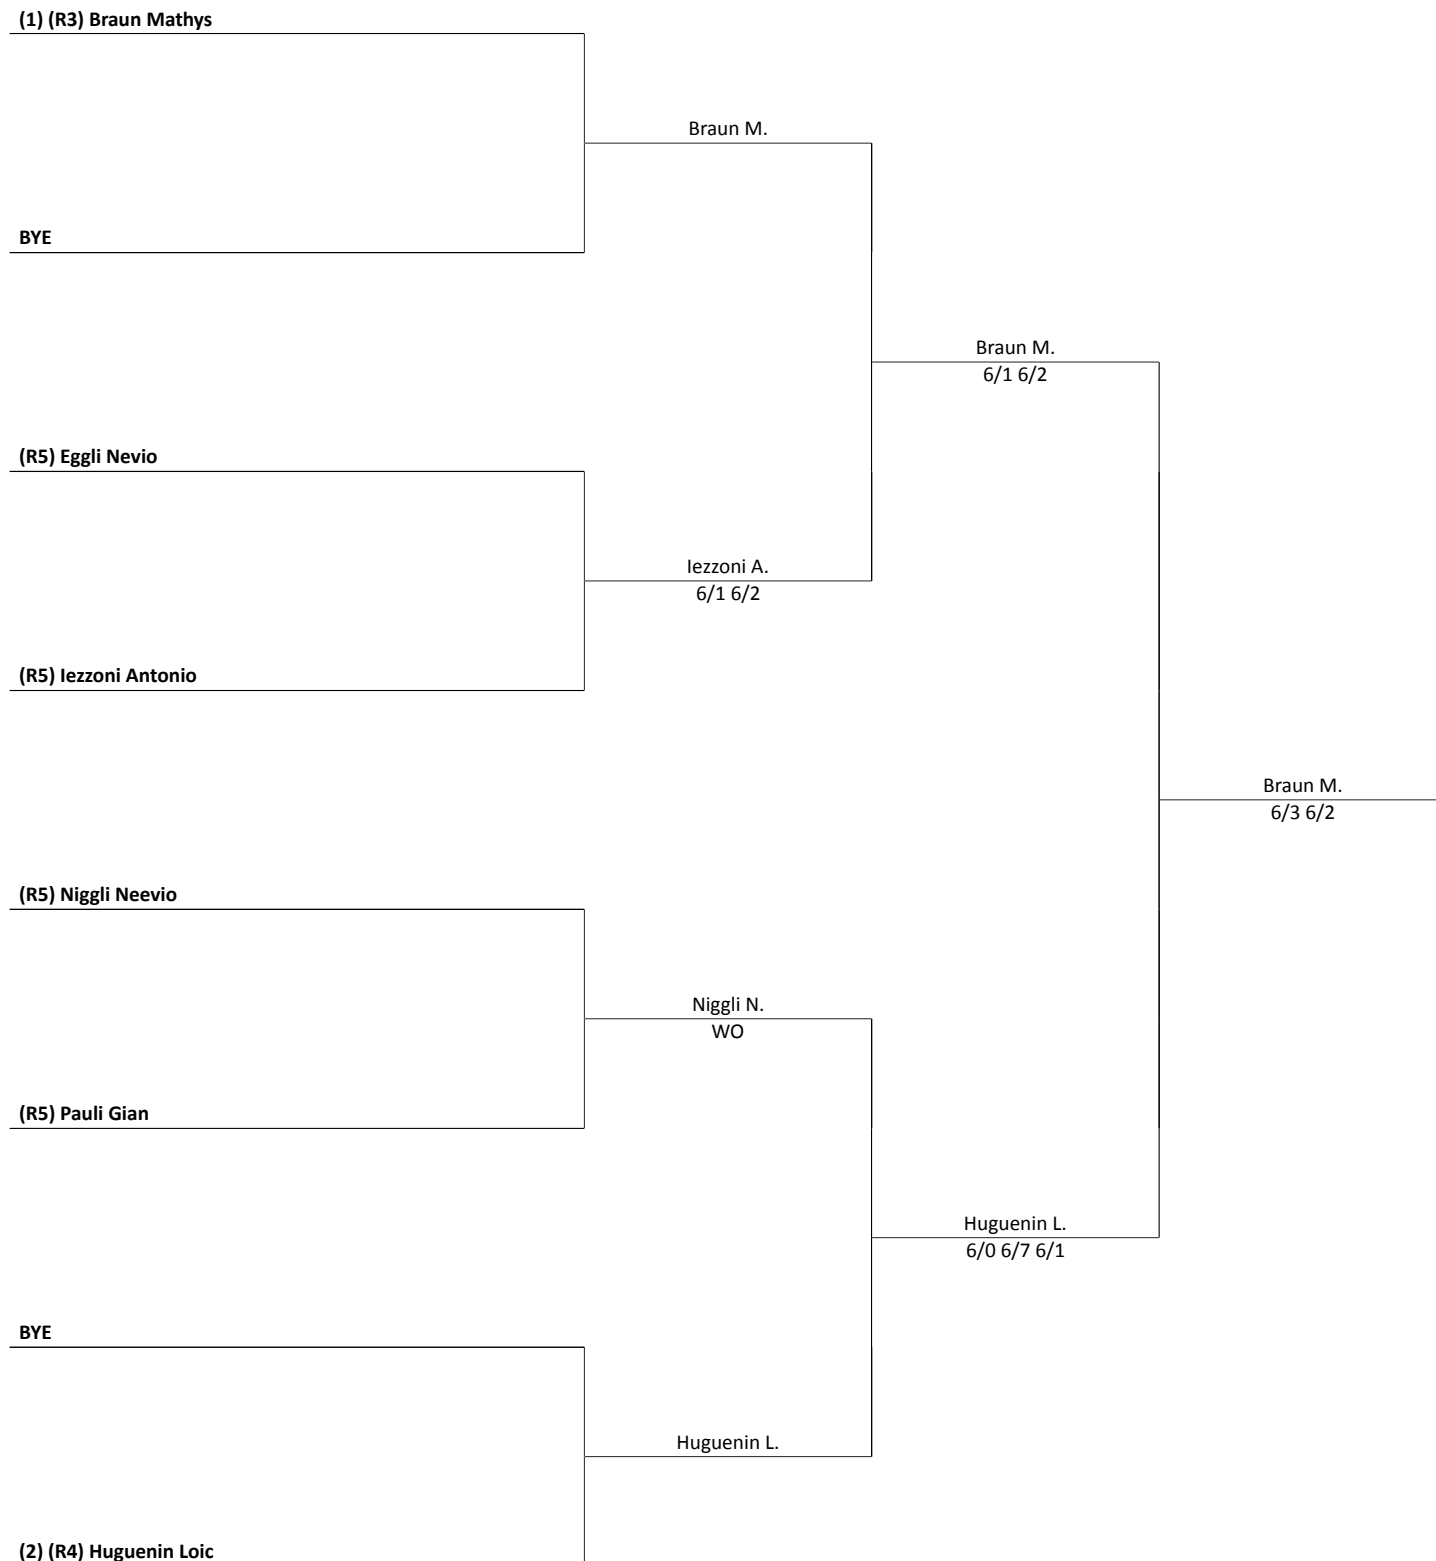 (1) (R3) Braun Mathys
Braun M.
BYE
Braun M.
6/1 6/2
(R5) Eggli Nevio
Iezzoni A.
6/1 6/2
(R5) Iezzoni Antonio
Braun M.
6/3 6/2
(R5) Niggli Neevio
Niggli N.
WO
(R5) Pauli Gian
Huguenin L.
6/0 6/7 6/1
BYE
Huguenin L.
(2) (R4) Huguenin Loic